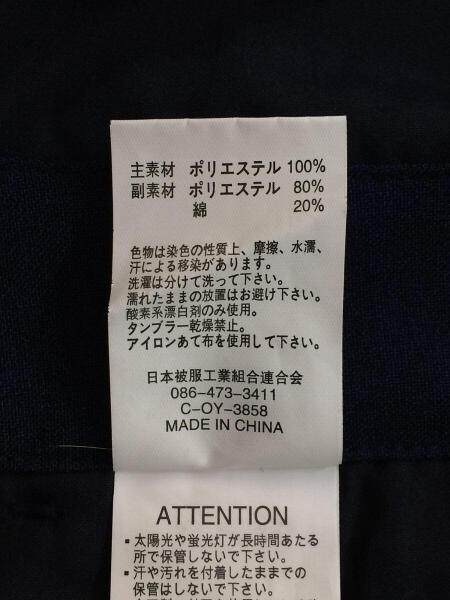 主素材 ポリエステル 100%
副素材 ポリエステル 80%
綿 20%
色物は染色の性質上、摩擦、水濡、
汗による移染があります。
洗濯は分けて洗って下さい。
濡れたままの放置はお避け下さい。
酸素系漂白剤のみ使用。
タンブラー乾燥禁止。
アイロンあて布を使用して下さい。
日本被服工業組合連合会
086-473-3411
C-OY-3858
MADE IN CHINA
ATTENTION
▪太陽光や蛍光灯が長時間あたる
所で保管しないで下さい。
▪汗や汚れを付着したままでの
保管はしないで下さい。